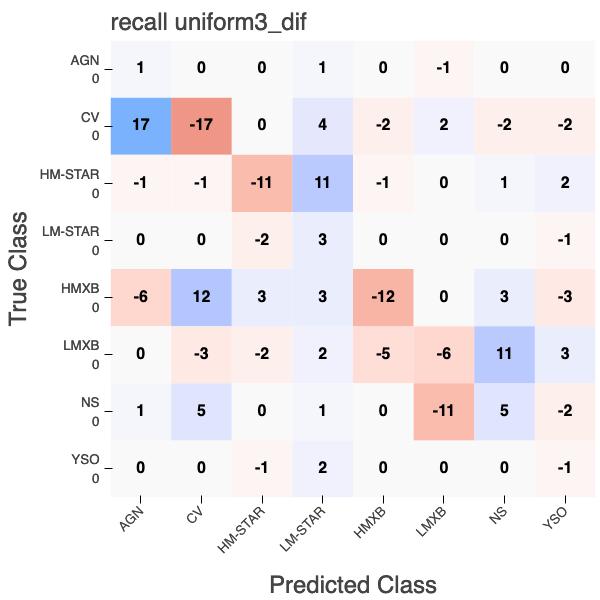 recall uniform3_dif
AGN
0
1 0 0 1 0 -1 0 0
CV
0
17 -17 0 4 -2 2 -2 -2
HM-STAR
0
-1 -1 -11 11 -1 0 1 2
LM-STAR
0
0 0 -2 3 0 0 0 -1
HMXB
0
-6 12 3 3 -12 0 3 -3
LMXB
0
0 -3 -2 2 -5 -6 11 3
NS
0
1 5 0 1 0 -11 5 -2
YSO
0
0 0 -1 2 0 0 0 -1
True Class
AGN CV HM-STAR LM-STAR HMXB LMXB NS YSO
Predicted Class